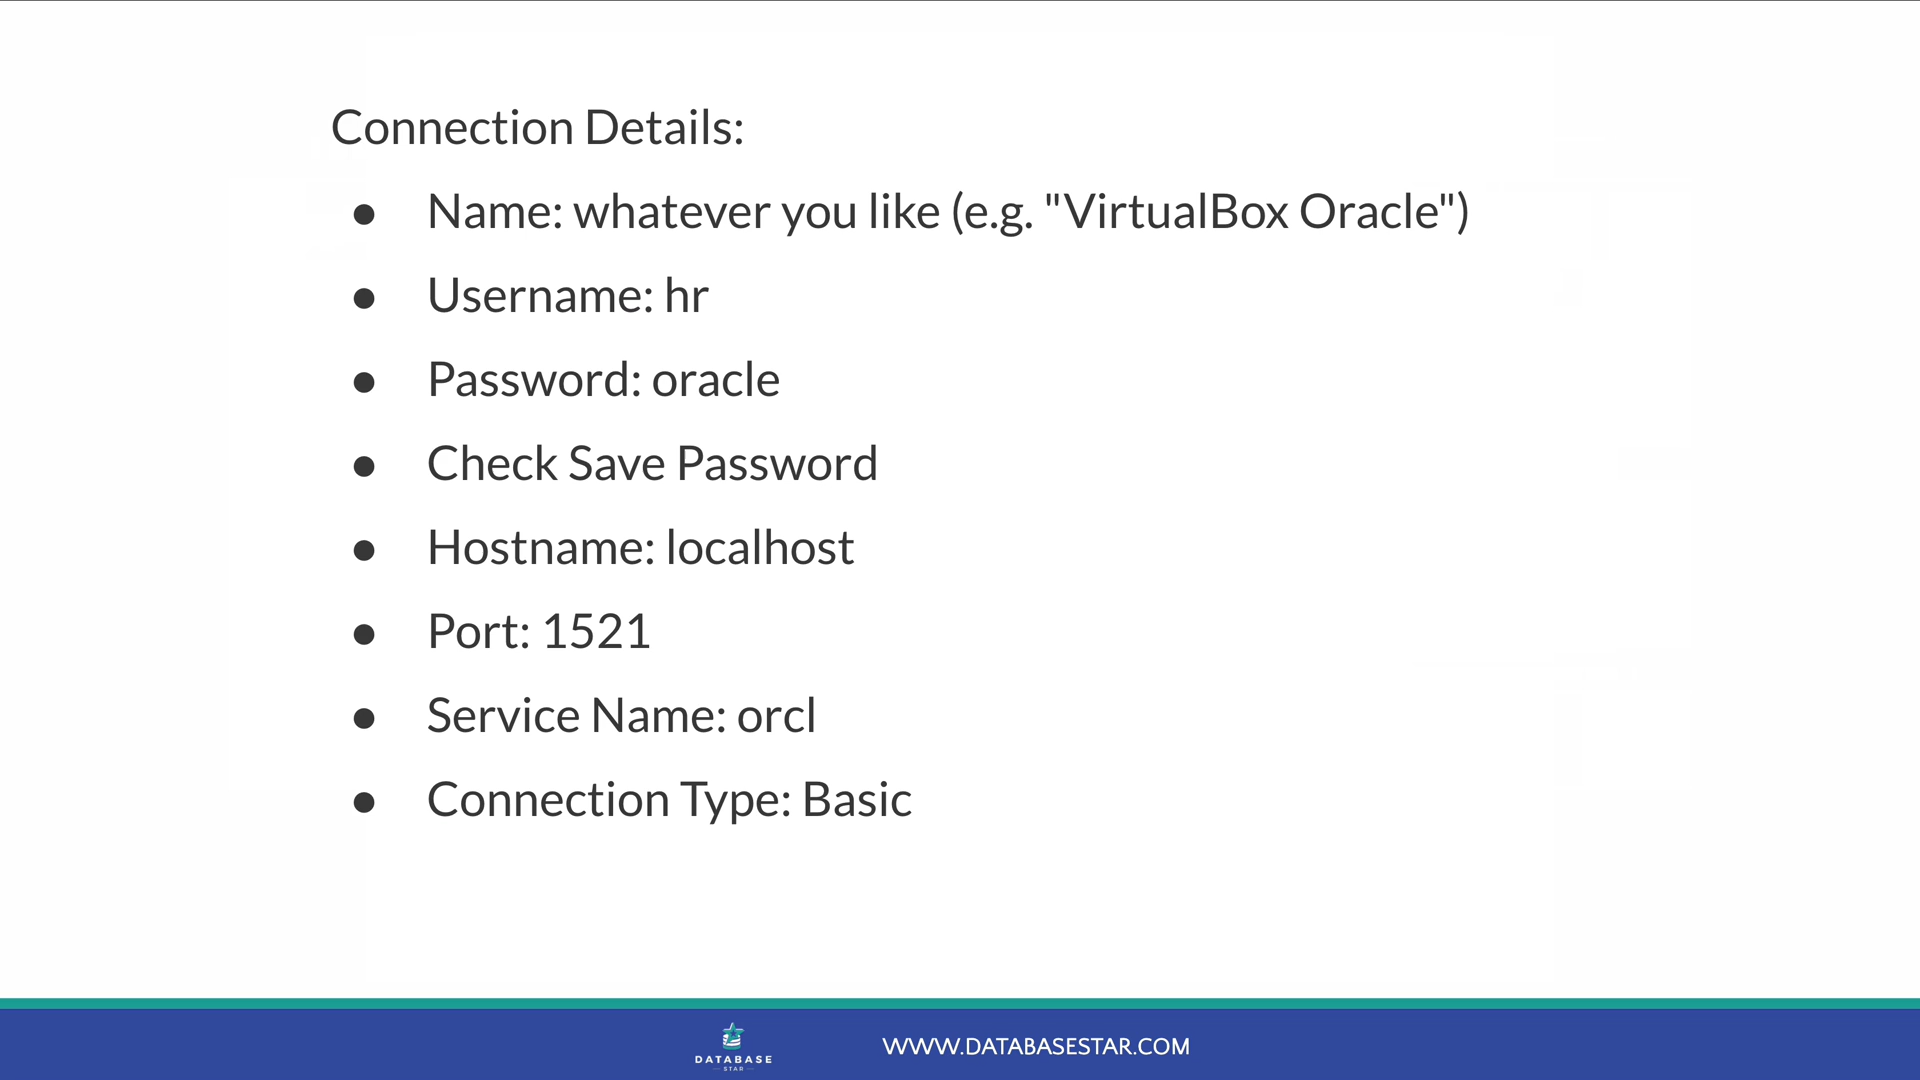 Connection Details:
● Name: whatever you like (e.g. "VirtualBox Oracle")
● Username: hr
● Password: oracle
● Check Save Password
● Hostname: localhost
● Port: 1521
● Service Name: orcl
● Connection Type: Basic
DATABASE
STAR
WWW.DATABASESTAR.COM